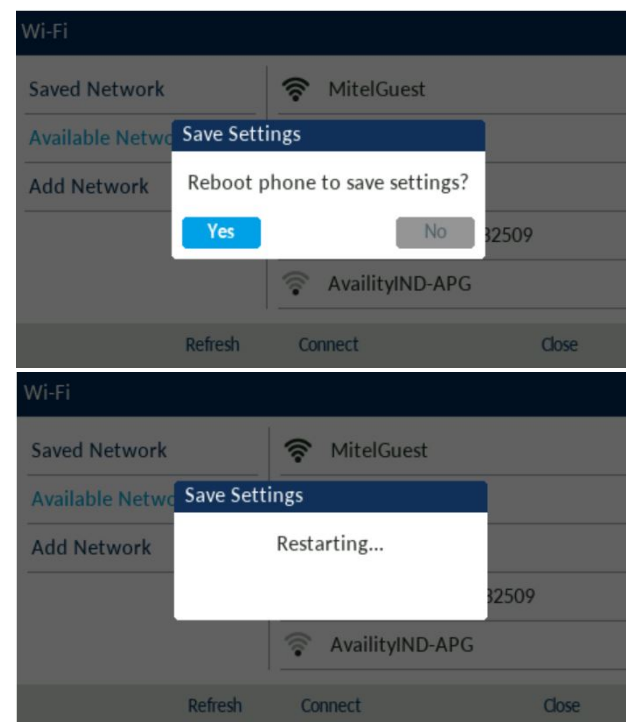 Wi-Fi
Saved Network
MitelGuest
Available Netwo
Save Settings
Add Network
Reboot phone to save settings?
Yes
No
32509
AvailityIND-APG
Refresh
Connect
Close
Wi-Fi
Saved Network
MitelGuest
Available Netwo
Save Settings
Add Network
Restarting...
32509
AvailityIND-APG
Refresh
Connect
Close